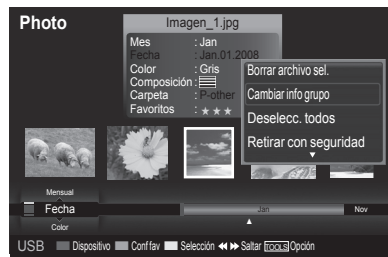 Photo
Imagen_1.jpg
Mes : Jan
Fecha : Jan.01.2008
Color : Gris
Composición :
Carpeta : P-other
Favoritos : ★ ★ ★
Borrar archivo sel.
Cambiar info grupo
Deselecc. todos
Retirar con seguridad
Mensual
Fecha
Jan
Nov
Color
USB Dispositivo Conf fav Selección Saltar TOOLS Opción